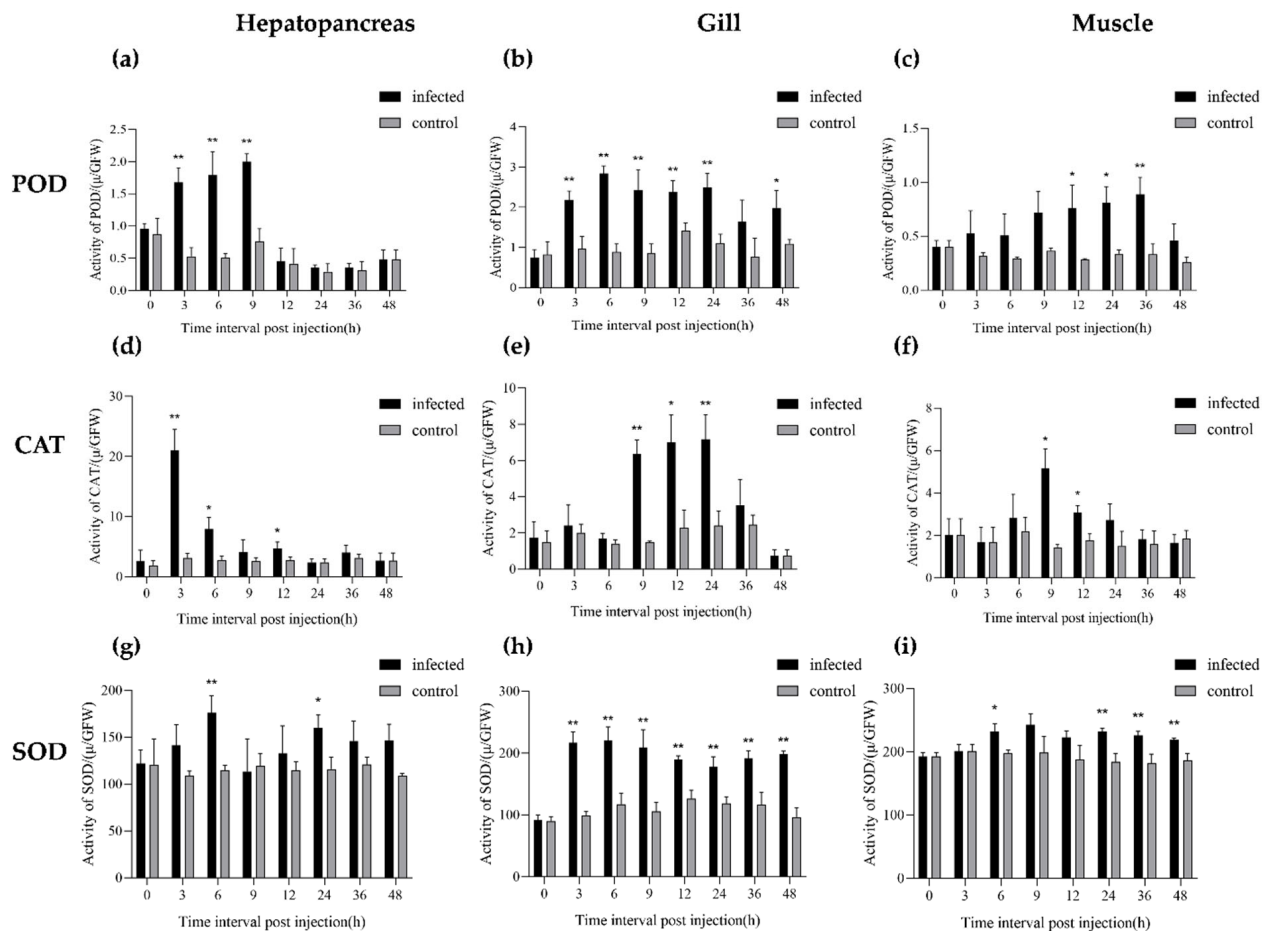 Hepatopancreas Gill Muscle
(a) (b) (c)
POD
infected
control
Activity of POD/(μ/GFW)
2.5
2.0
1.5
1.0
0.5
0.0
** ** **
0 3 6 9 12 24 36 48
Time interval post injection(h)
infected
control
Activity of POD/(μ/GFW)
4
3
2
1
0
** ** ** ** ** *
0 3 6 9 12 24 36 48
Time interval post injection(h)
infected
control
Activity of POD/(μ/GFW)
1.5
1.0
0.5
0.0
* * **
0 3 6 9 12 24 36 48
Time interval post injection(h)
(d) (e) (f)
CAT
infected
control
Activity of CAT/(μ/GFW)
30
20
10
0
** * *
0 3 6 9 12 24 36 48
Time interval post injection(h)
infected
control
Activity of CAT/(μ/GFW)
10
8
6
4
2
0
** * **
0 3 6 9 12 24 36 48
Time interval post injection(h)
infected
control
Activity of CAT/(μ/GFW)
8
6
4
2
0
* *
0 3 6 9 12 24 36 48
Time interval post injection(h)
(g) (h) (i)
SOD
infected
control
Activity of SOD/(μ/GFW)
200
150
100
50
0
** *
0 3 6 9 12 24 36 48
Time interval post injection(h)
infected
control
Activity of SOD/(μ/GFW)
300
200
100
0
** ** ** ** ** ** **
0 3 6 9 12 24 36 48
Time interval post injection(h)
infected
control
Activity of SOD/(μ/GFW)
300
200
100
0
* ** ** **
0 3 6 9 12 24 36 48
Time interval post injection(h)